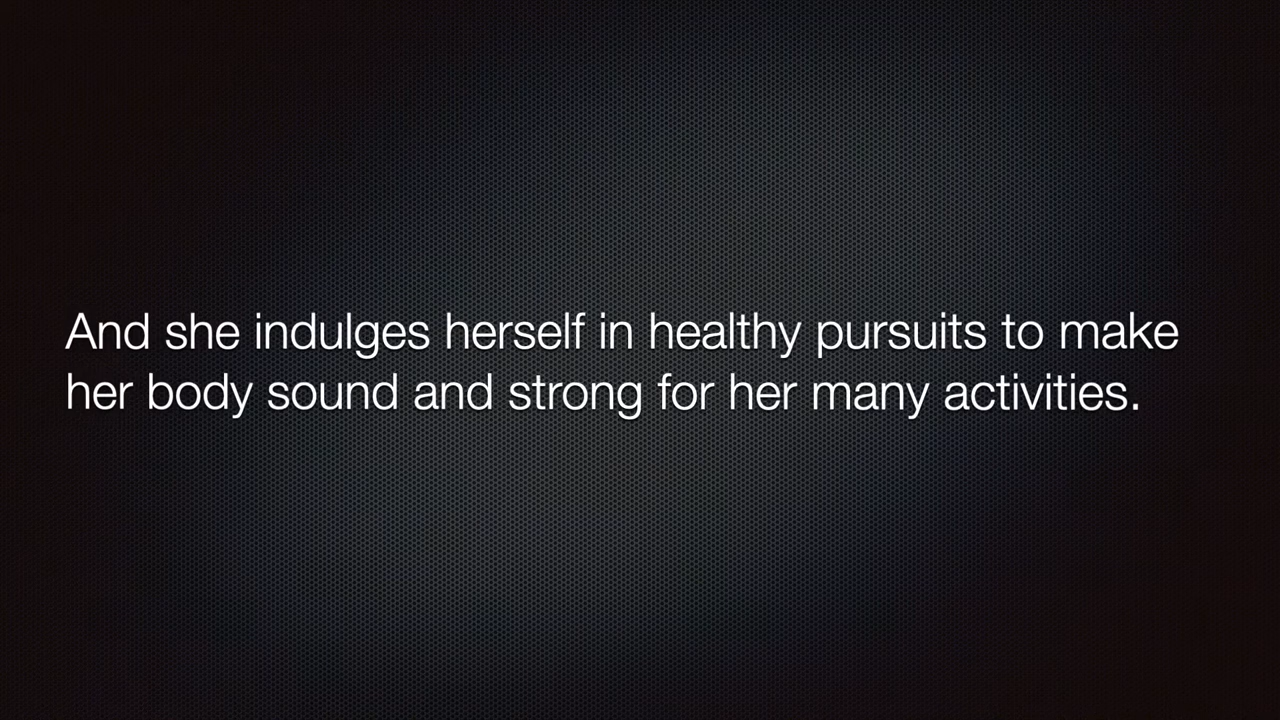 And she indulges herself in healthy pursuits to make
her body sound and strong for her many activities.